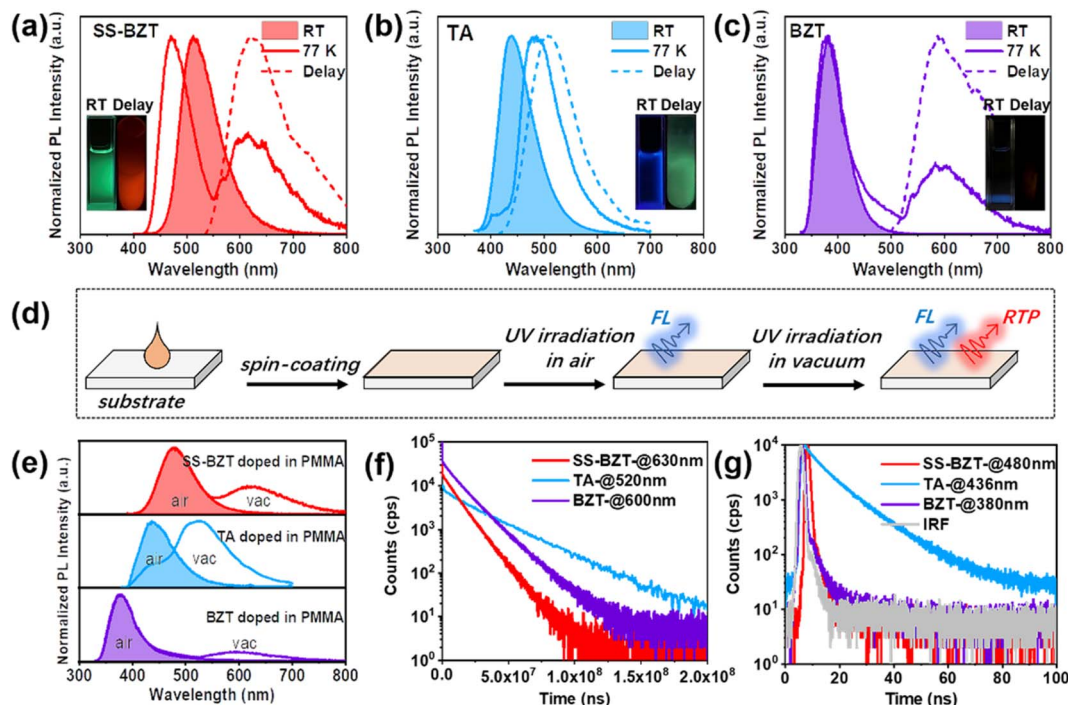 (a)
SS-BZT
RT
77 K
Delay
RT Delay
Normalized PL Intensity (a.u.)
300 400 500 600 700 800
Wavelength (nm)
(b)
TA
RT
77 K
Delay
RT Delay
Normalized PL Intensity (a.u.)
300 400 500 600 700 800
Wavelength (nm)
(c)
BZT
RT
77 K
Delay
RT Delay
Normalized PL Intensity (a.u.)
300 400 500 600 700 800
Wavelength (nm)
(d)
substrate
spin-coating
UV irradiation
in air
FL
UV irradiation
in vacuum
FL
RTP
(e)
SS-BZT doped in PMMA
air
vac
TA doped in PMMA
air
vac
BZT doped in PMMA
air
vac
Normalized PL Intensity (a.u.)
300 400 500 600 700 800
Wavelength (nm)
(f)
SS-BZT-@630nm
TA-@520nm
BZT-@600nm
Counts (cps)
10^5
10^4
10^3
10^2
10^1
10^0
5.0x10^7 1.0x10^8 1.5x10^8 2.0x10^8
Time (ns)
(g)
SS-BZT-@480nm
TA-@436nm
BZT-@380nm
IRF
Counts (cps)
10^4
10^3
10^2
10^1
10^0
0 20 40 60 80 100
Time (ns)